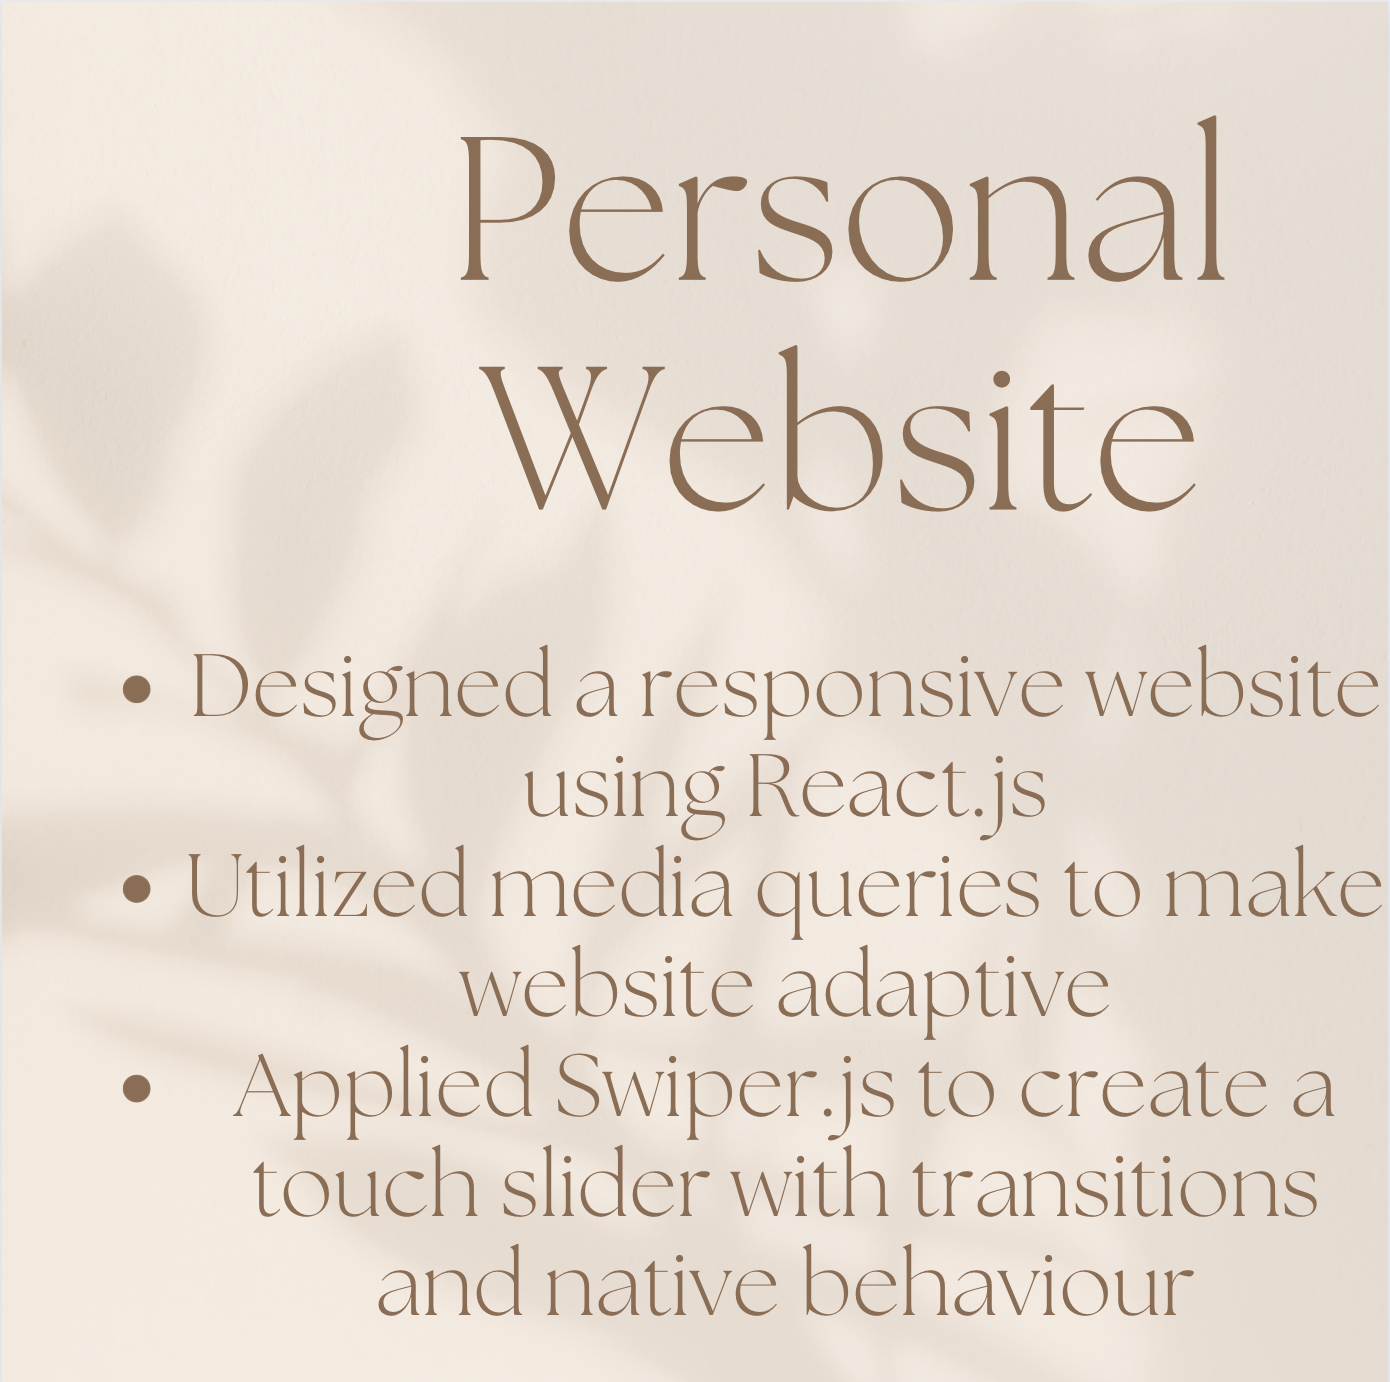 Personal
Website
• Designed a responsive website
using React.js
• Utilized media queries to make
website adaptive
• Applied Swiper.js to create a
touch slider with transitions
and native behaviour